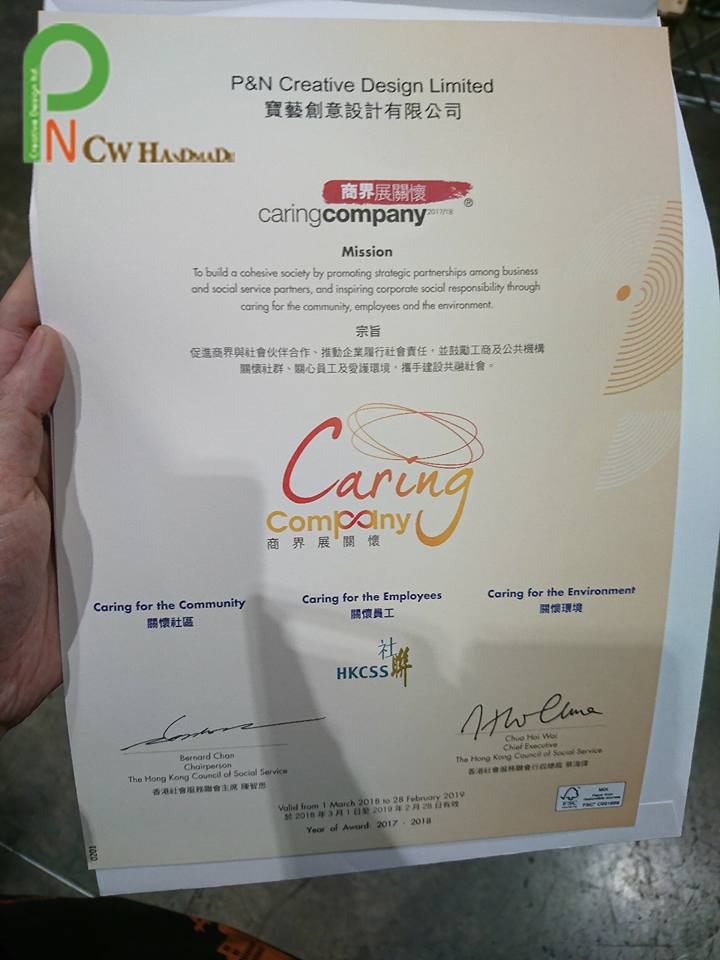 Creative Design ltd
PN CW HANDMADE
P&N Creative Design Limited
寶藝創意設計有限公司
商界展關懷
caringcompany 2017/18 ®
Mission
To build a cohesive society by promoting strategic partnerships among business
and social service partners, and inspiring corporate social responsibility through
caring for the community, employees and the environment.
宗旨
促進商界與社會伙伴合作、推動企業履行社會責任，並鼓勵工商及公共機構
關懷社群、關心員工及愛護環境，攜手建設共融社會。
Caring
Company
商界展關懷
Caring for the Community
關懷社區
Caring for the Employees
關懷員工
Caring for the Environment
關懷環境
HKCSS 社聯
Bernard Chan
Chairperson
The Hong Kong Council of Social Service
香港社會服務聯會主席 陳智思
Chua Hoi Wai
Chief Executive
The Hong Kong Council of Social Service
香港社會服務聯會行政總裁 蔡海偉
Valid from 1 March 2018 to 28 February 2019
於 2018 年 3 月 1 日至 2019 年 2 月 28 日有效
Year of Award: 2017 - 2018
FSC
MIX